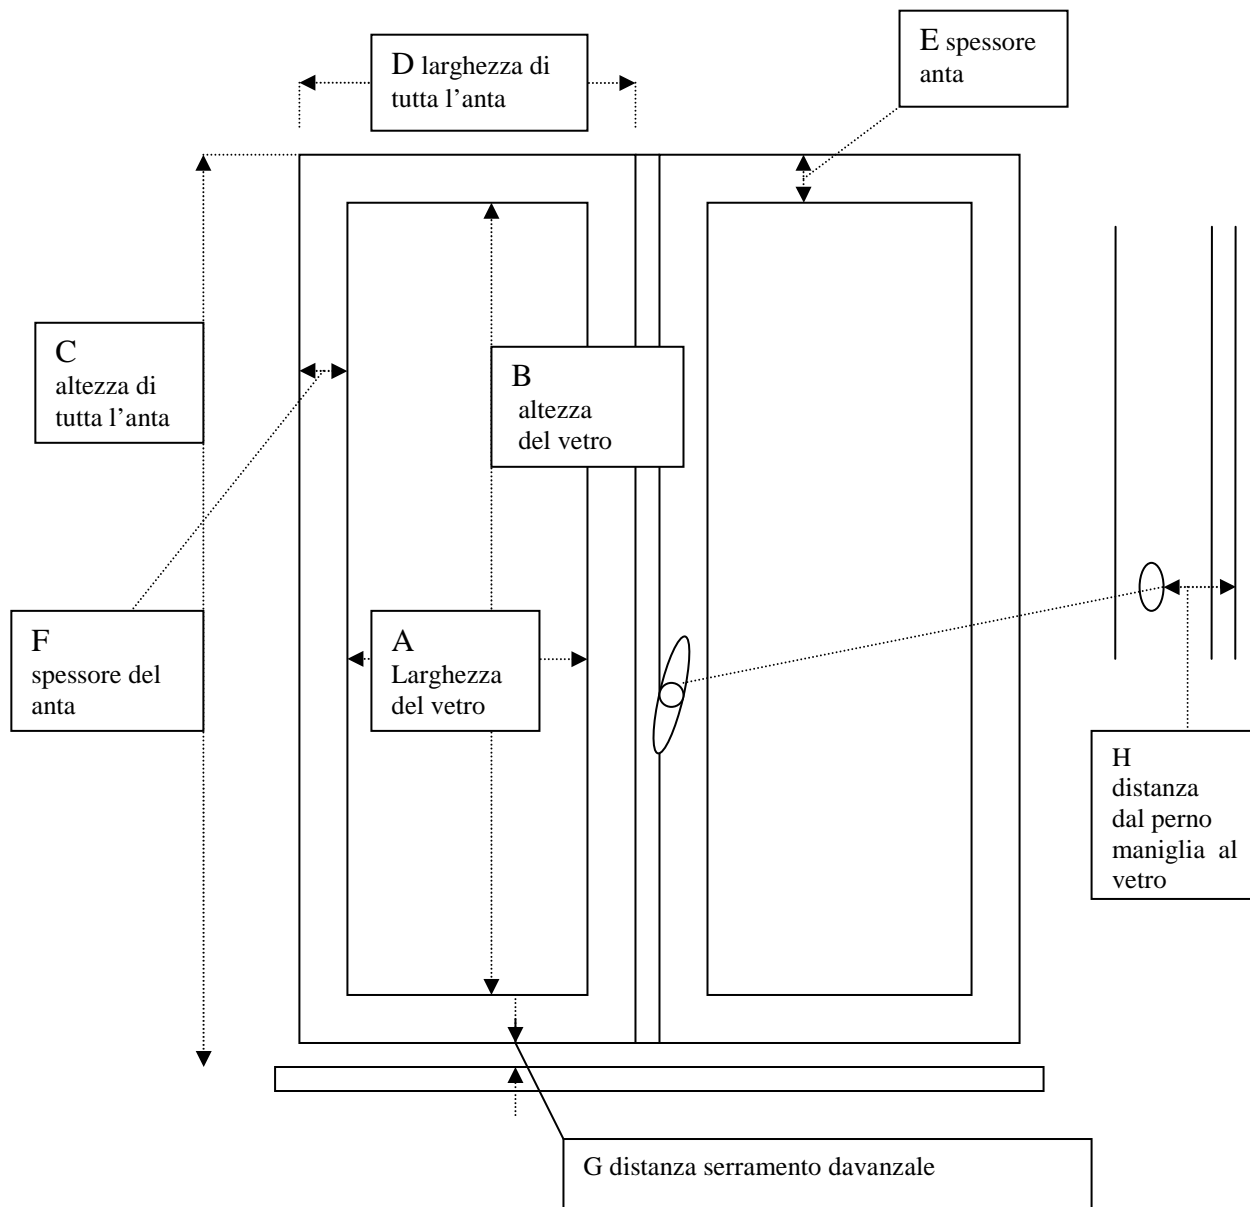 D larghezza di
tutta l’anta
E spessore
anta
C
altezza di
tutta l’anta
B
altezza
del vetro
F
spessore del
anta
A
Larghezza
del vetro
H
distanza
dal perno
maniglia al
vetro
G distanza serramento davanzale